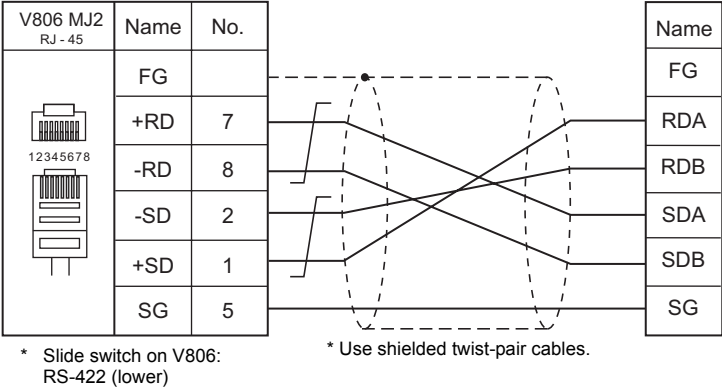 V806 MJ2
RJ - 45
Name
No.
Name
FG
FG
+RD
7
RDA
12345678
-RD
8
RDB
-SD
2
SDA
+SD
1
SDB
SG
5
SG
* Slide switch on V806:
RS-422 (lower)
* Use shielded twist-pair cables.